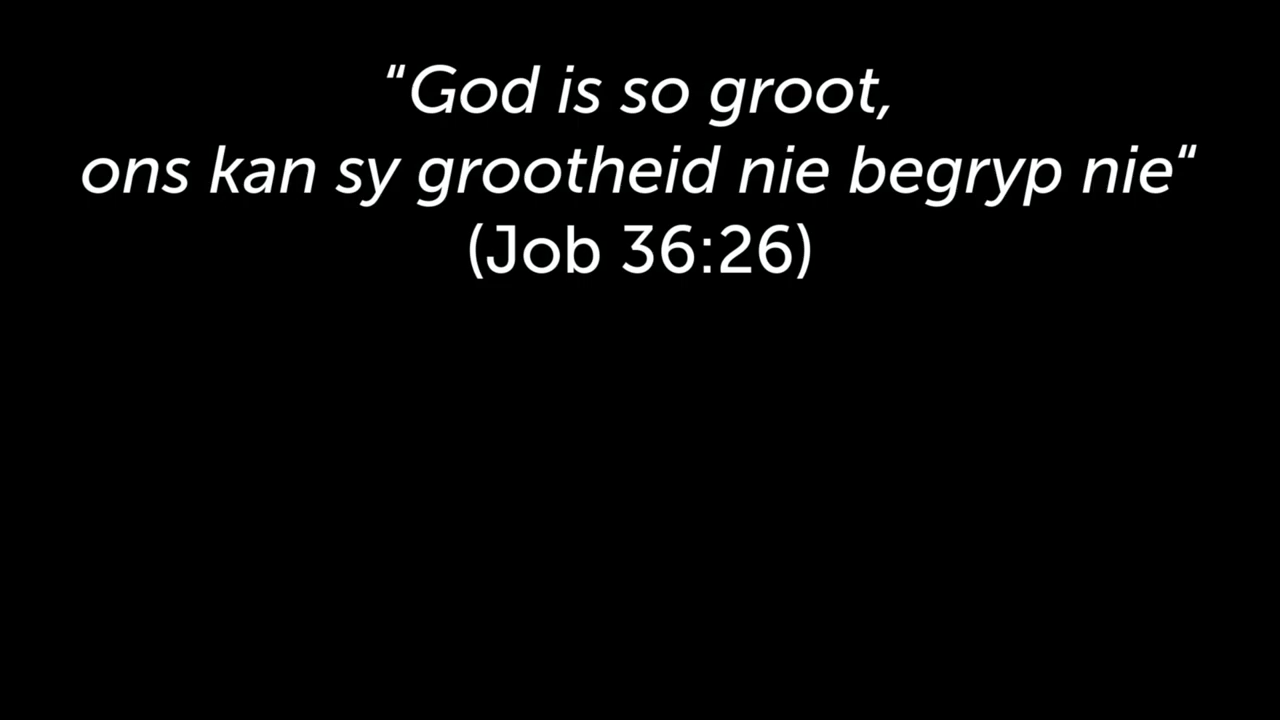 “God is so groot,
ons kan sy grootheid nie begryp nie“
(Job 36:26)